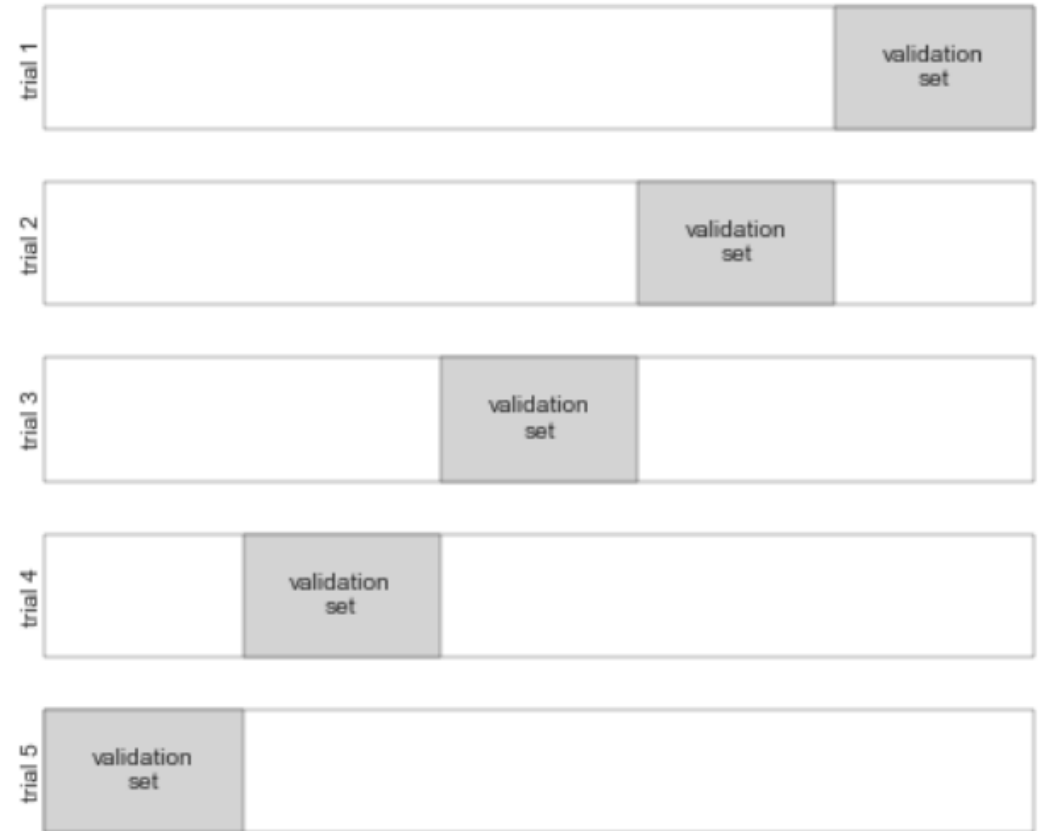 trial 1
validation
set
trial 2
validation
set
trial 3
validation
set
trial 4
validation
set
trial 5
validation
set